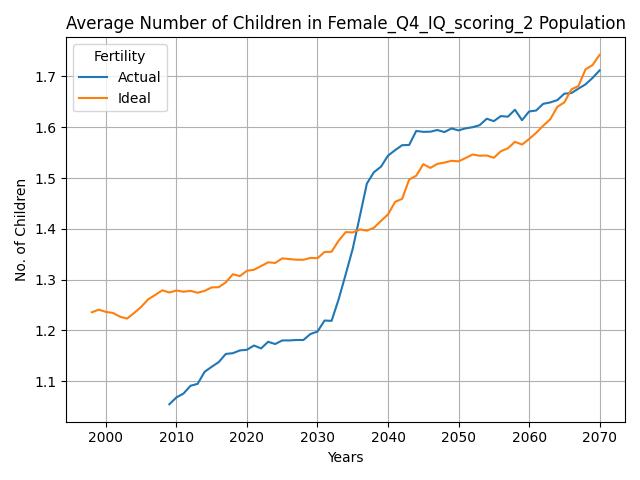 Average Number of Children in Female_Q4_IQ_scoring_2 Population
Fertility
Actual
Ideal
No. of Children
1.7
1.6
1.5
1.4
1.3
1.2
1.1
2000 2010 2020 2030 2040 2050 2060 2070
Years